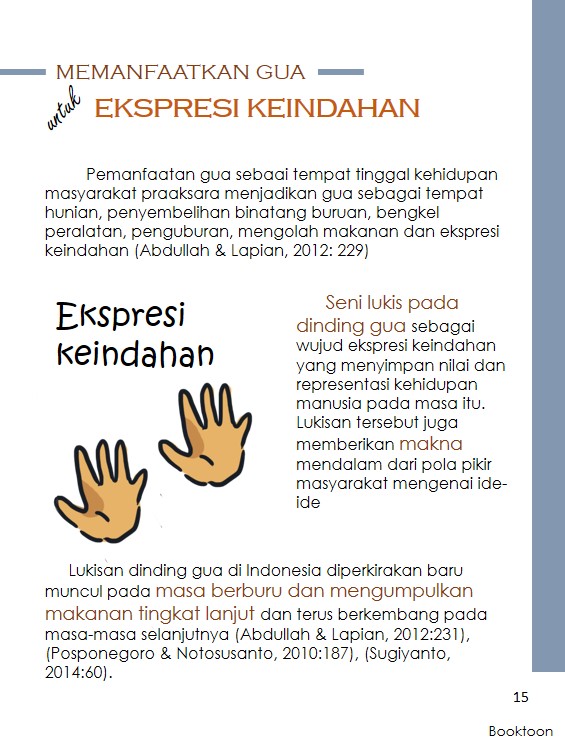 MEMANFAATKAN GUA
untuk
EKSPRESI KEINDAHAN
Pemanfaatan gua sebaai tempat tinggal kehidupan
masyarakat praaksara menjadikan gua sebagai tempat
hunian, penyembelihan binatang buruan, bengkel
peralatan, penguburan, mengolah makanan dan ekspresi
keindahan (Abdullah & Lapian, 2012: 229)
Ekspresi
keindahan
Seni lukis pada
dinding gua sebagai
wujud ekspresi keindahan
yang menyimpan nilai dan
representasi kehidupan
manusia pada masa itu.
Lukisan tersebut juga
memberikan makna
mendalam dari pola pikir
masyarakat mengenai ide-
ide
Lukisan dinding gua di Indonesia diperkirakan baru
muncul pada masa berburu dan mengumpulkan
makanan tingkat lanjut dan terus berkembang pada
masa-masa selanjutnya (Abdullah & Lapian, 2012:231),
(Posponegoro & Notosusanto, 2010:187), (Sugiyanto,
2014:60).
15
Booktoon